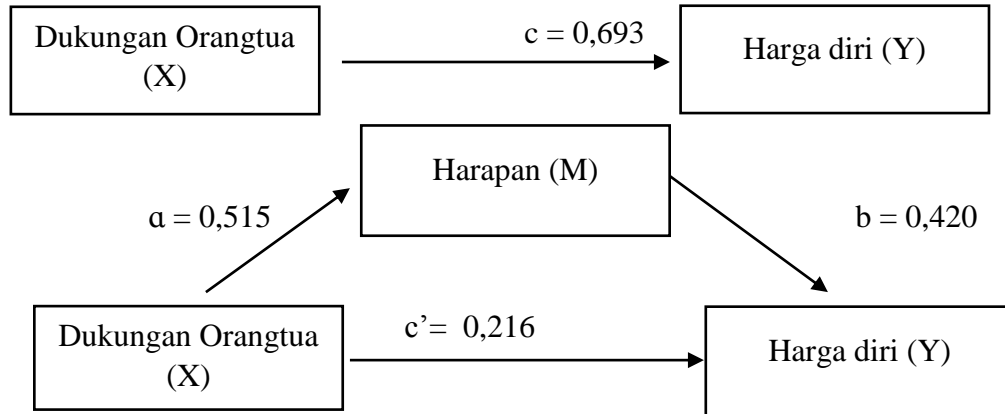 Dukungan Orangtua
(X)
c = 0,693
Harga diri (Y)
Harapan (M)
ɑ = 0,515
b = 0,420
Dukungan Orangtua
(X)
c’= 0,216
Harga diri (Y)